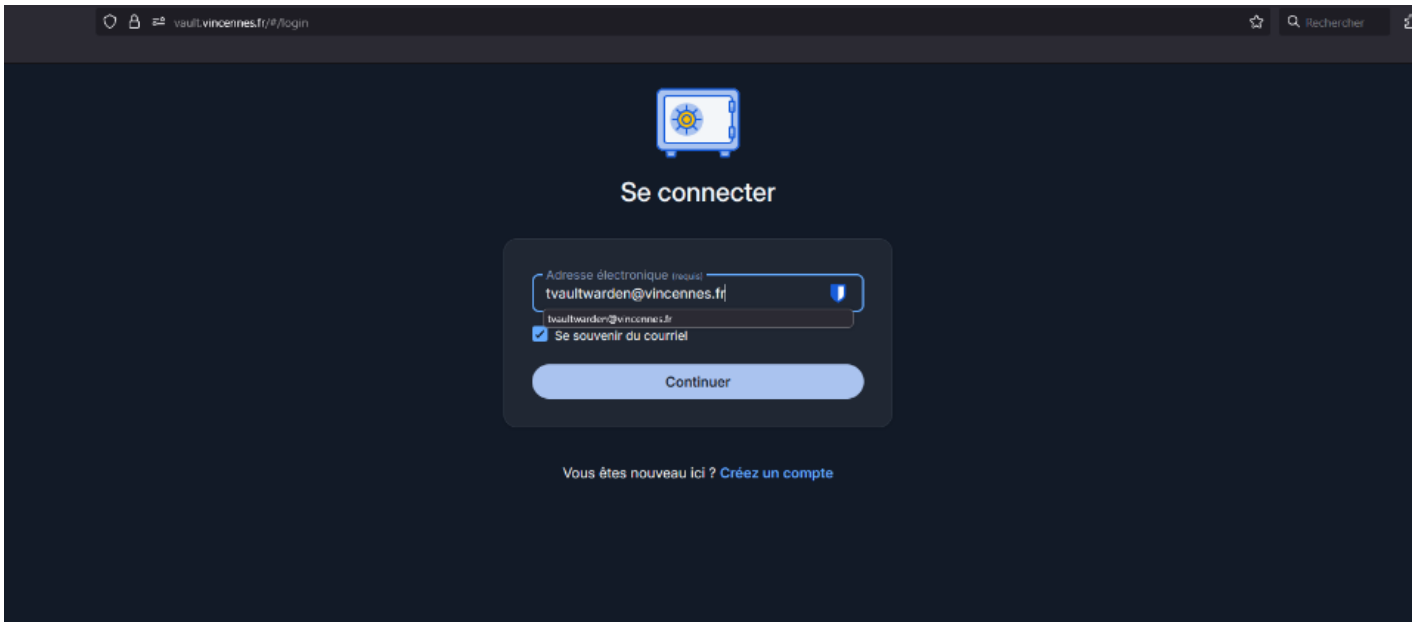 vault.vincennes.fr/#/login
Rechercher
Se connecter
Adresse électronique (requis)
tvaultwarden@vincennes.fr
tvaultwarden@vincennes.fr
Se souvenir du courriel
Continuer
Vous êtes nouveau ici ? Créez un compte